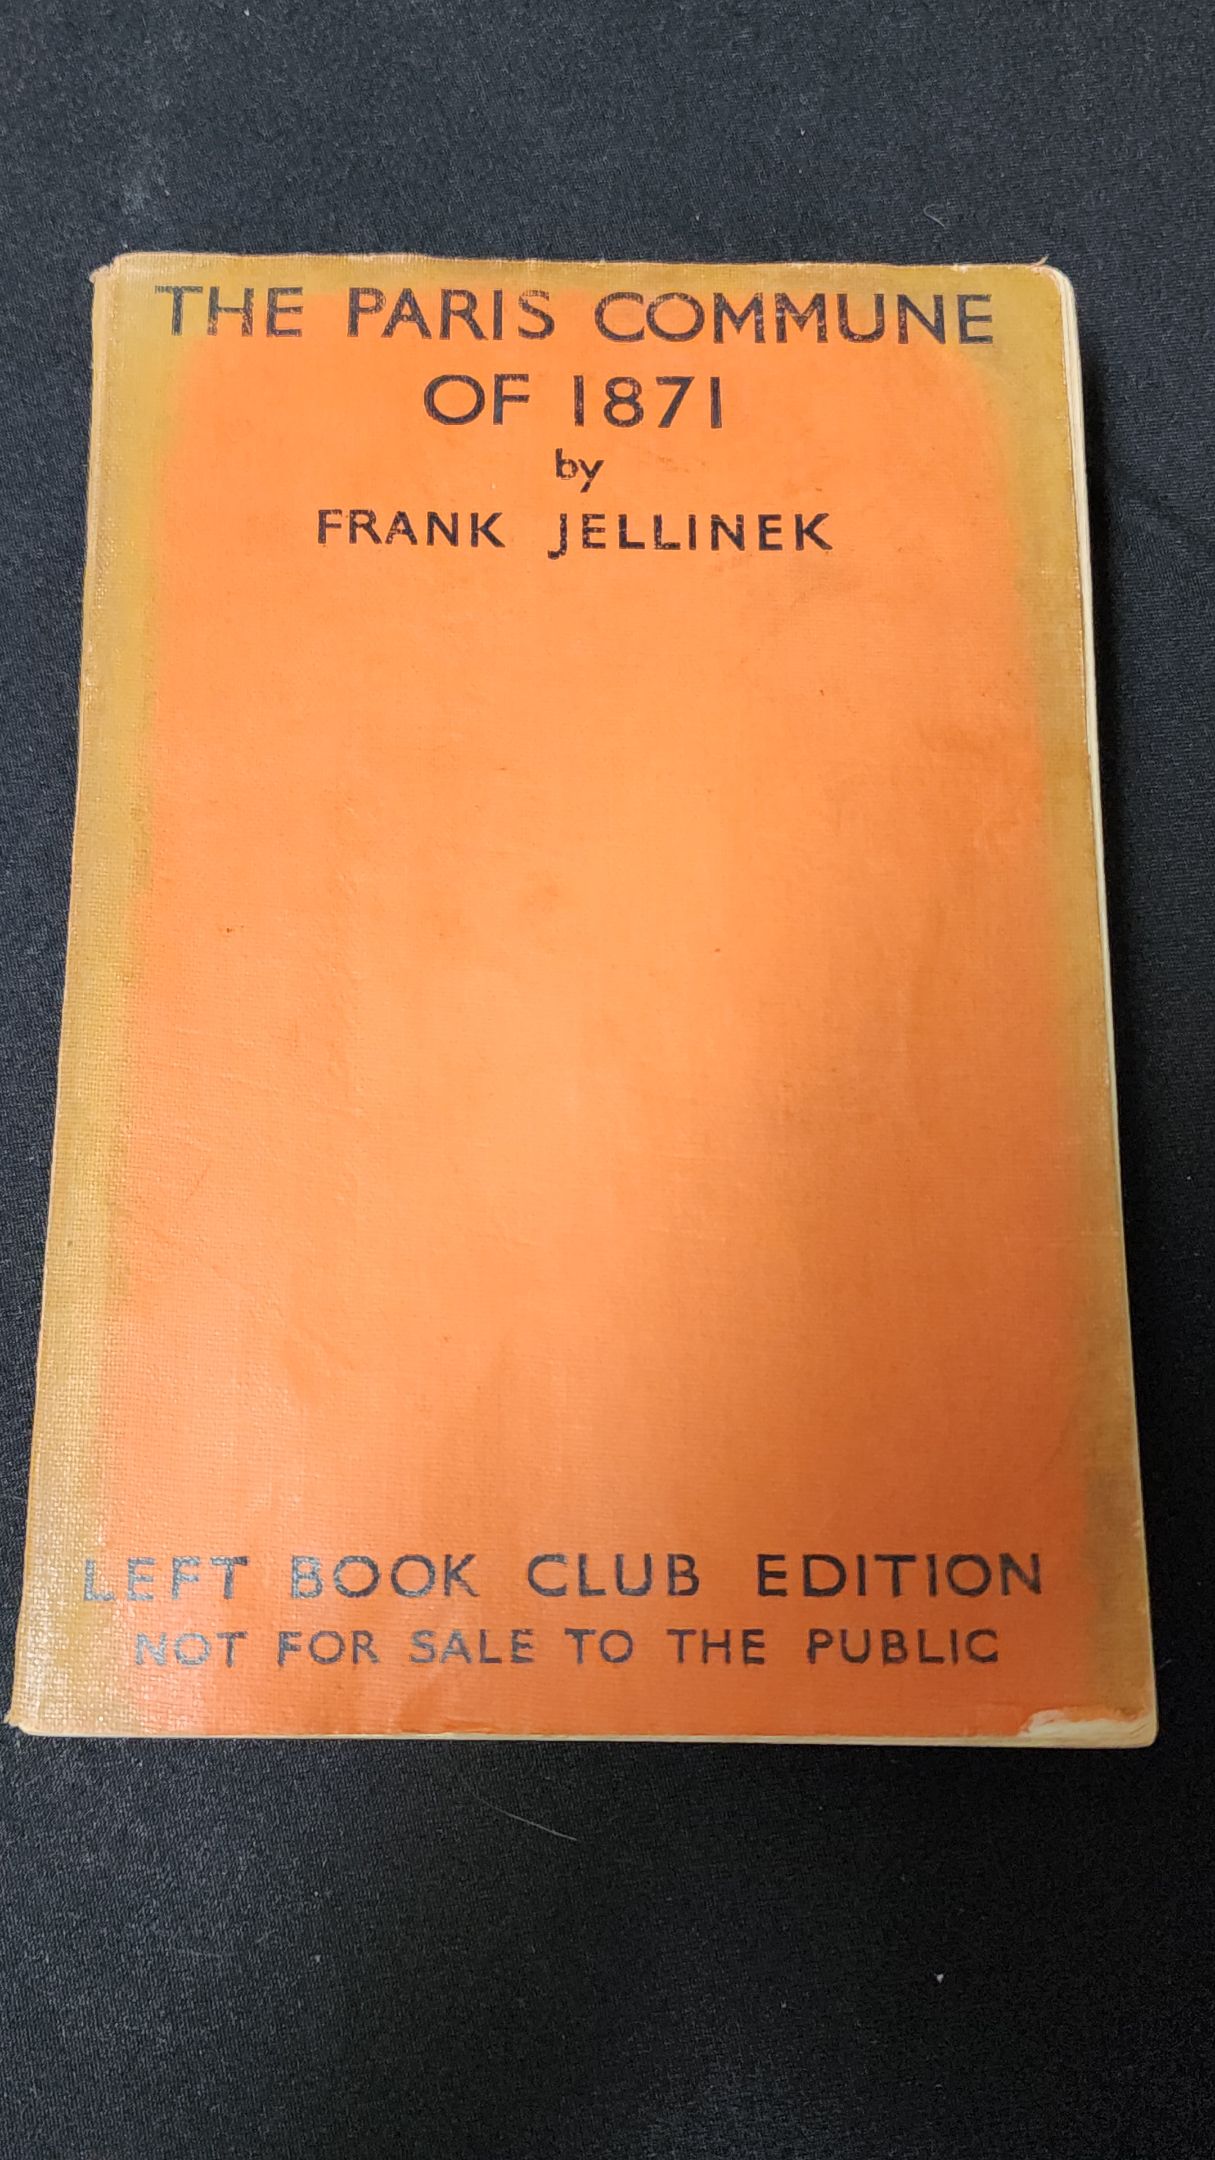 THE PARIS COMMUNE
OF 1871
by
FRANK JELLINEK
LEFT BOOK CLUB EDITION
NOT FOR SALE TO THE PUBLIC